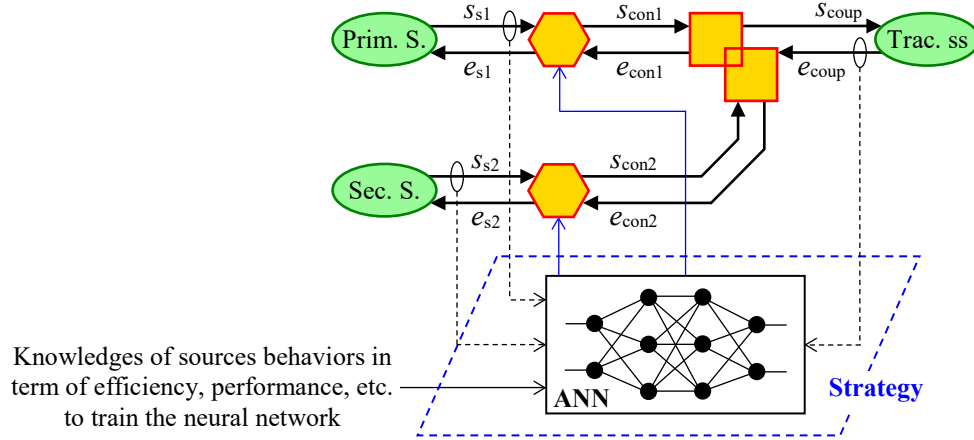 s_s1 s_con1 s_coup
Prim. S. Trac. ss
e_s1 e_con1 e_coup
s_s2 s_con2
Sec. S.
e_s2 e_con2
Knowledges of sources behaviors in
term of efficiency, performance, etc.
to train the neural network
ANN
Strategy